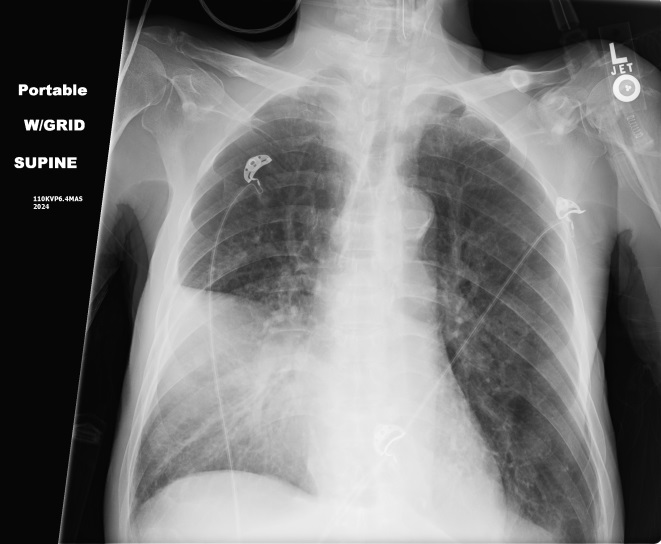 Portable
W/GRID
SUPINE
110KVP6.4MAS
2024
L
JET